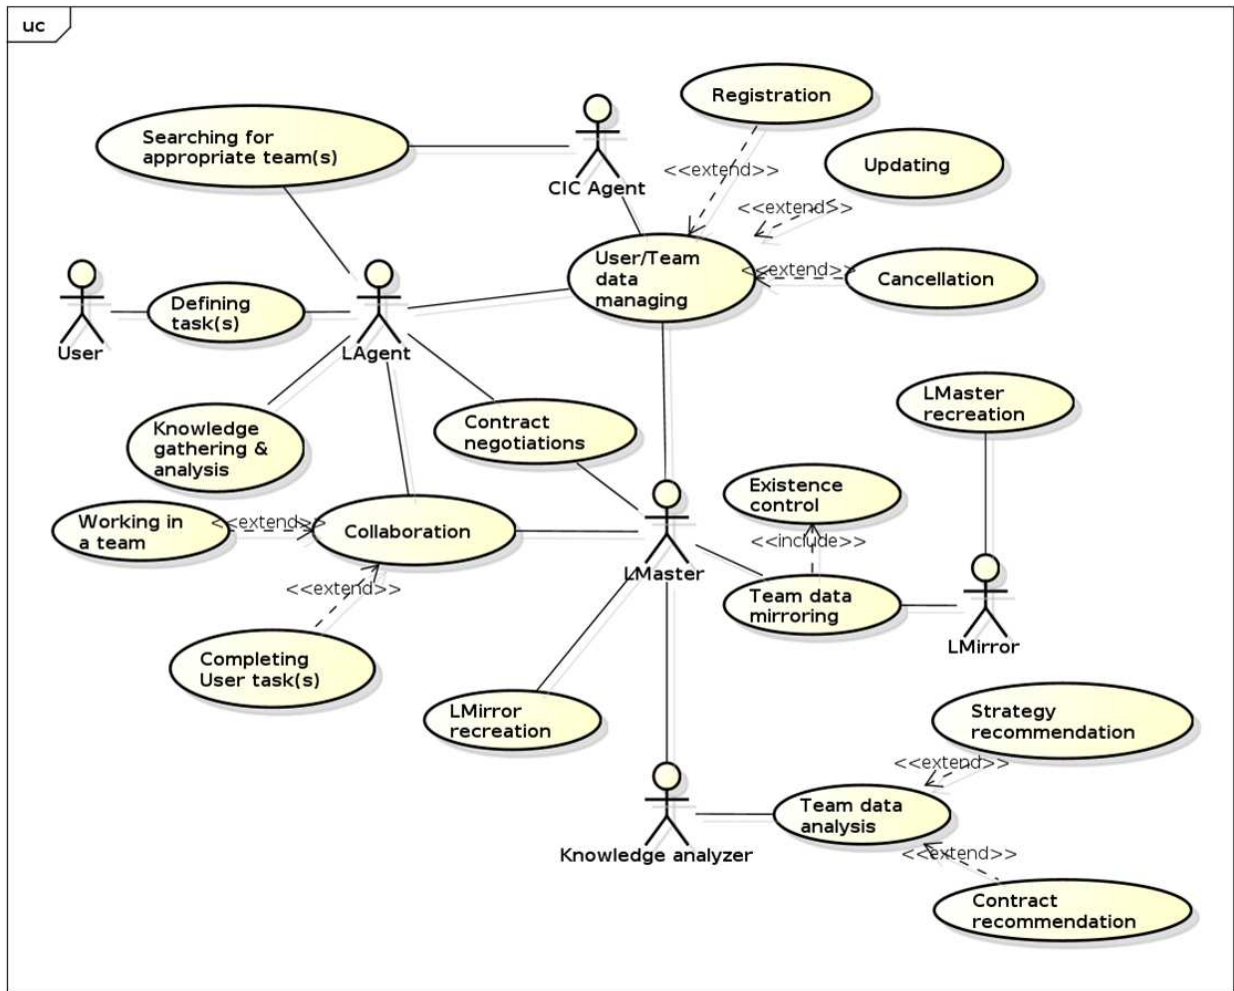 uc
Registration
Searching for
appropriate team(s)
CIC Agent
<<extend>>
Updating
<<extend>>
User/Team
data
managing
<<extend>>
Cancellation
Defining
task(s)
User
LAgent
LMaster
recreation
Knowledge
gathering &
analysis
Contract
negotiations
Existence
control
Working in
a team
<<extend>>
Collaboration
<<include>>
LMaster
<<extend>>
Team data
mirroring
LMirror
Completing
User task(s)
LMirror
recreation
Strategy
recommendation
<<extend>>
Team data
analysis
Knowledge analyzer
<<extend>>
Contract
recommendation